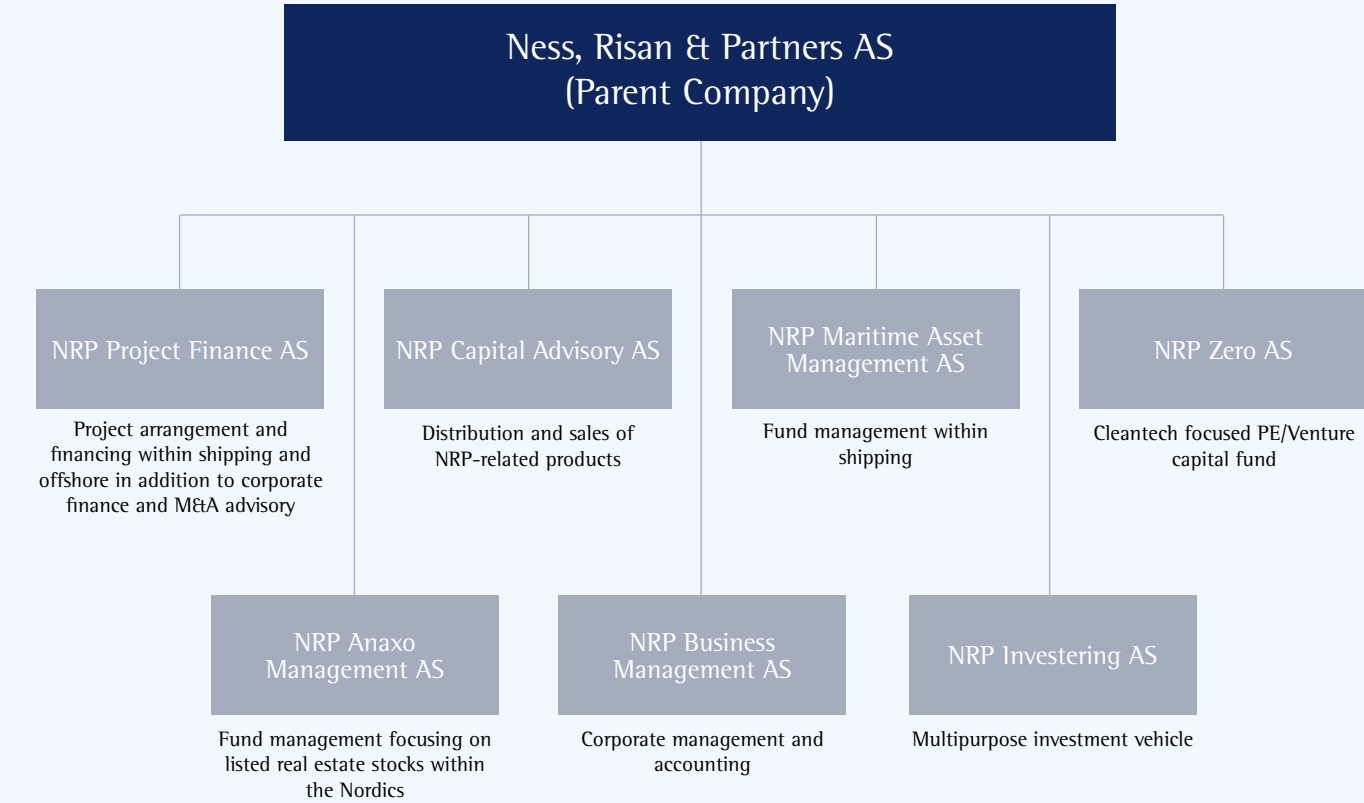 Ness, Risan & Partners AS
(Parent Company)
NRP Project Finance AS
Project arrangement and
financing within shipping and
offshore in addition to corporate
finance and M&A advisory
NRP Capital Advisory AS
Distribution and sales of
NRP-related products
NRP Maritime Asset
Management AS
Fund management within
shipping
NRP Zero AS
Cleantech focused PE/Venture
capital fund
NRP Anaxo
Management AS
Fund management focusing on
listed real estate stocks within
the Nordics
NRP Business
Management AS
Corporate management and
accounting
NRP Investering AS
Multipurpose investment vehicle